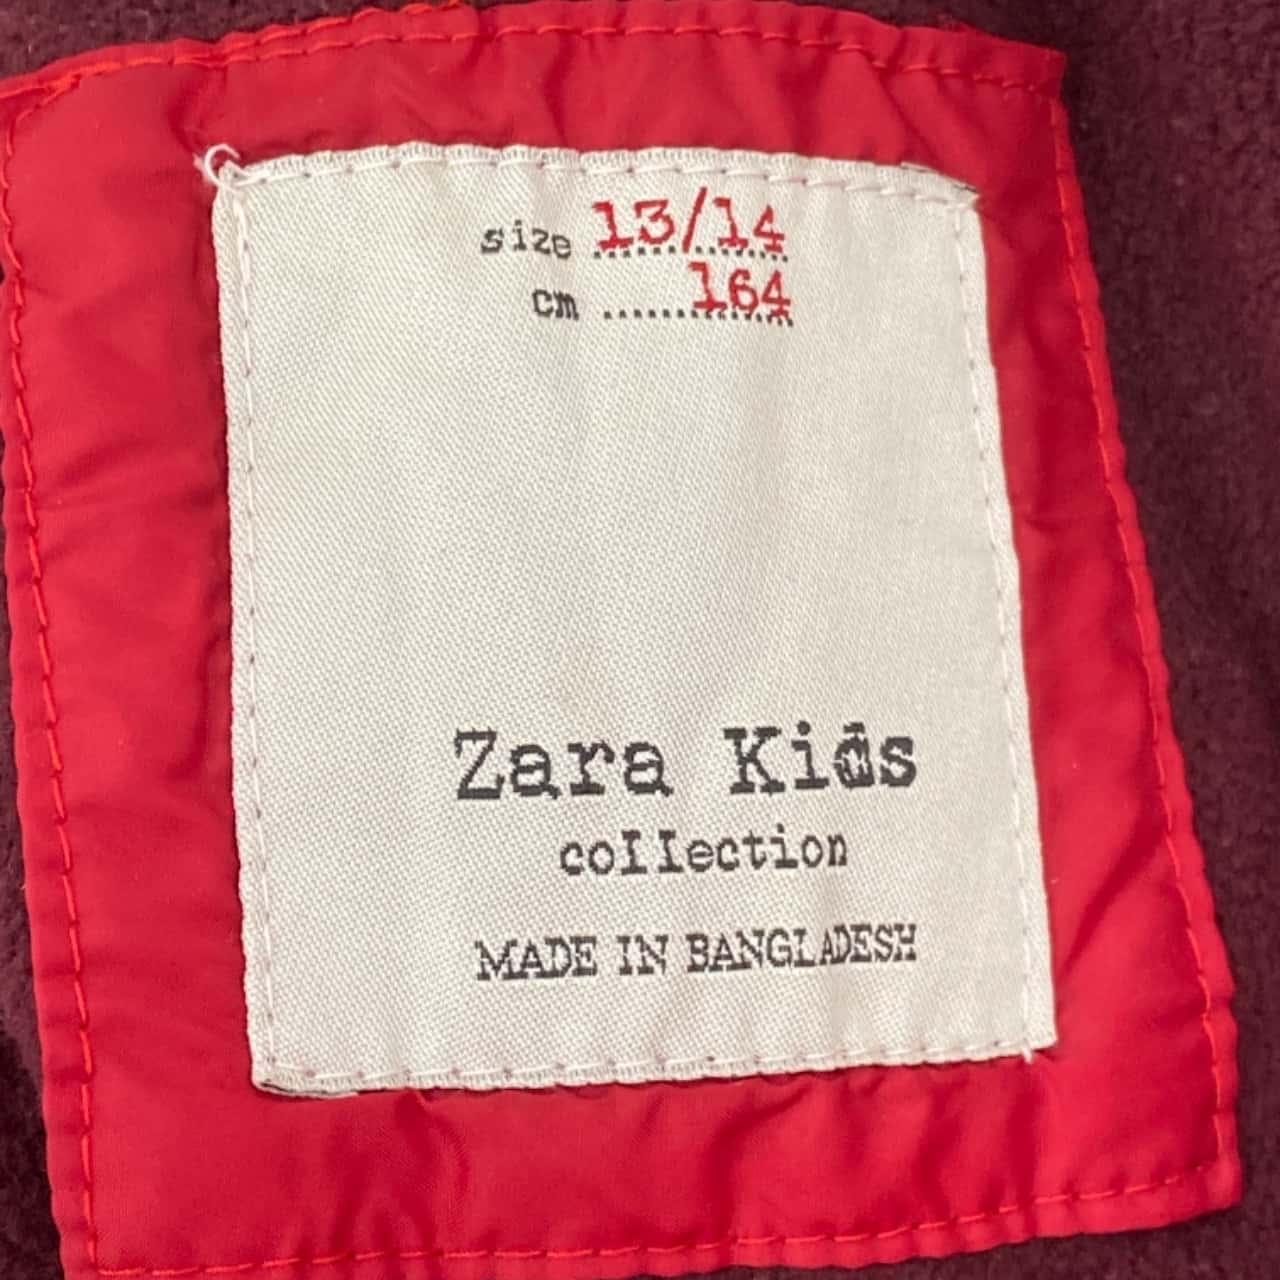 size 13/14
cm 164
Zara Kids
collection
MADE IN BANGLADESH